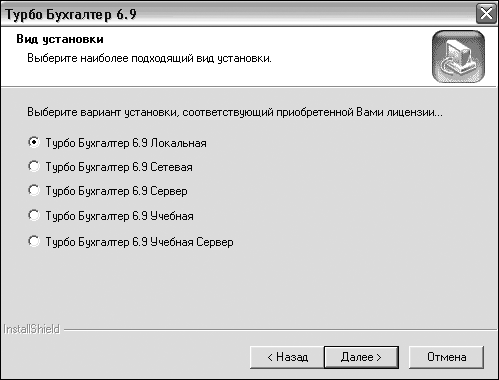 Турбо Бухгалтер 6.9
Вид установки
Выберите наиболее подходящий вид установки.
Выберите вариант установки, соответствующий приобретенной Вами лицензии...
Турбо Бухгалтер 6.9 Локальная
Турбо Бухгалтер 6.9 Сетевая
Турбо Бухгалтер 6.9 Сервер
Турбо Бухгалтер 6.9 Учебная
Турбо Бухгалтер 6.9 Учебная Сервер
InstallShield
< Назад
Далее >
Отмена